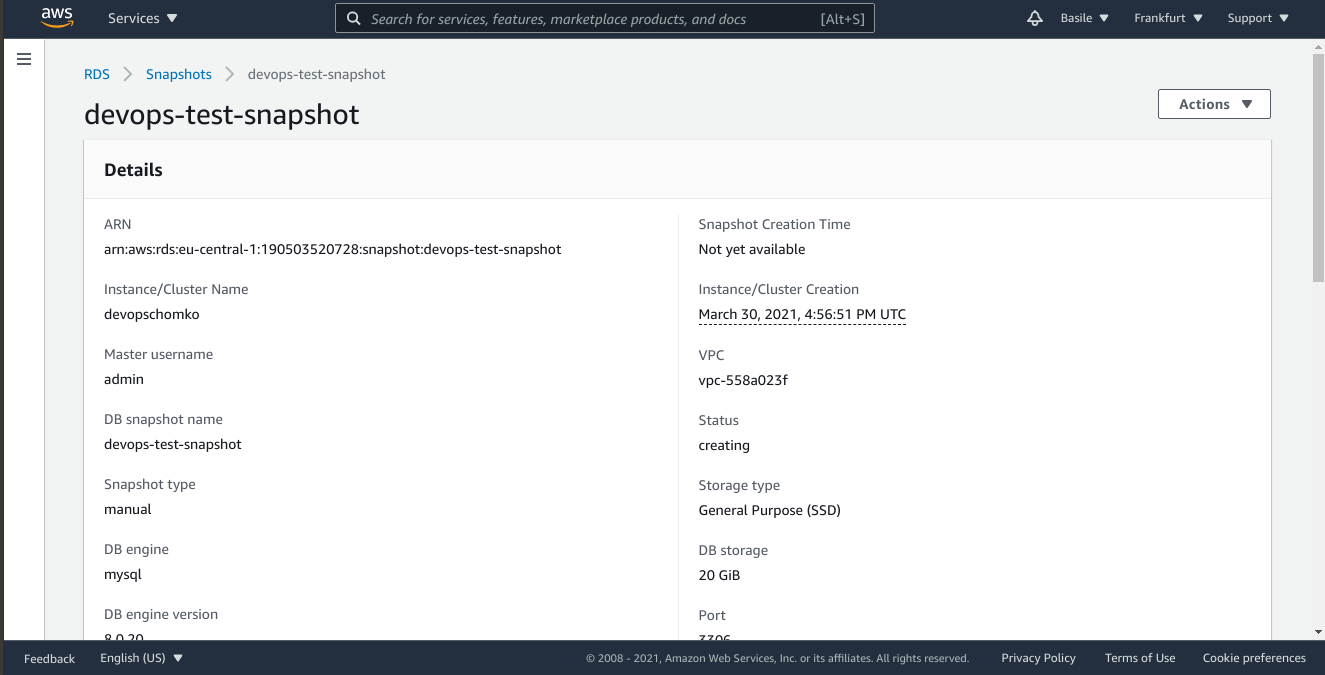 aws Services Search for services, features, marketplace products, and docs [Alt+S] Basile Frankfurt Support
RDS Snapshots devops-test-snapshot
devops-test-snapshot
Actions
Details
ARN
arn:aws:rds:eu-central-1:190503520728:snapshot:devops-test-snapshot
Instance/Cluster Name
devopschomko
Master username
admin
DB snapshot name
devops-test-snapshot
Snapshot type
manual
DB engine
mysql
DB engine version
8.0.20
Snapshot Creation Time
Not yet available
Instance/Cluster Creation
March 30, 2021, 4:56:51 PM UTC
VPC
vpc-558a023f
Status
creating
Storage type
General Purpose (SSD)
DB storage
20 GiB
Port
3306
Feedback English (US) © 2008 - 2021, Amazon Web Services, Inc. or its affiliates. All rights reserved. Privacy Policy Terms of Use Cookie preferences